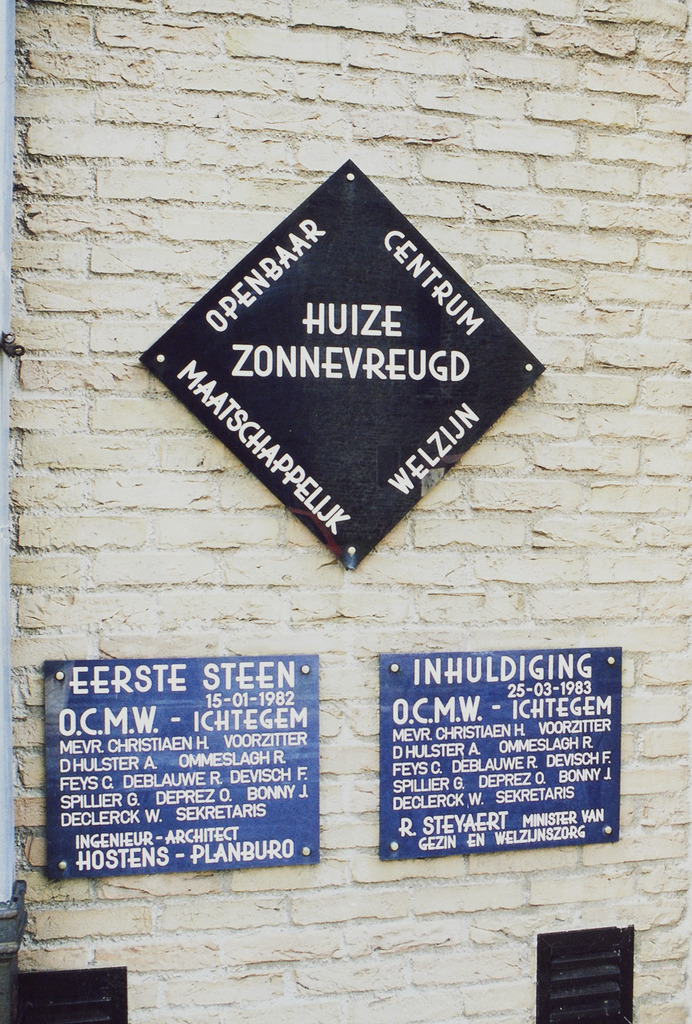 OPENBAAR
CENTRUM
HUIZE
ZONNEVREUGD
MAATSCHAPPELIJK
WELZIJN
EERSTE STEEN
15-01-1982
O.C.M.W. - ICHTEGEM
MEVR. CHRISTIAEN H. VOORZITTER
DHULSTER A. OMMESLAGH R.
FEYS C. DEBLAUWE R. DEVISCH F.
SPILLIER G. DEPREZ O. BONNY J.
DECLERCK W. SEKRETARIS
INGENIEUR-ARCHITECT
HOSTENS - PLANBURO
INHULDIGING
25-03-1983
O.C.M.W. - ICHTEGEM
MEVR. CHRISTIAEN H. VOORZITTER
DHULSTER A. OMMESLAGH R.
FEYS C. DEBLAUWE R. DEVISCH F.
SPILLIER G. DEPREZ O. BONNY J.
DECLERCK W. SEKRETARIS
R. STEYAERT MINISTER VAN
GEZIN EN WELZIJNSZORG